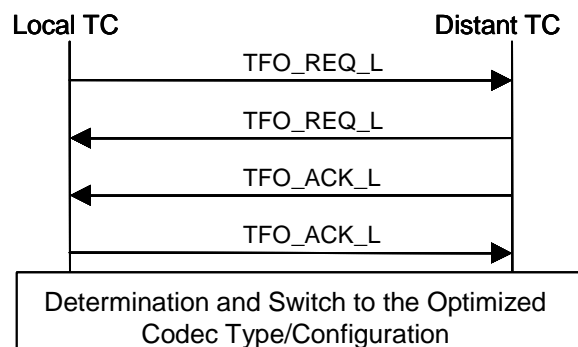 Local TC
Distant TC
TFO_REQ_L
TFO_REQ_L
TFO_ACK_L
TFO_ACK_L
Determination and Switch to the Optimized
Codec Type/Configuration